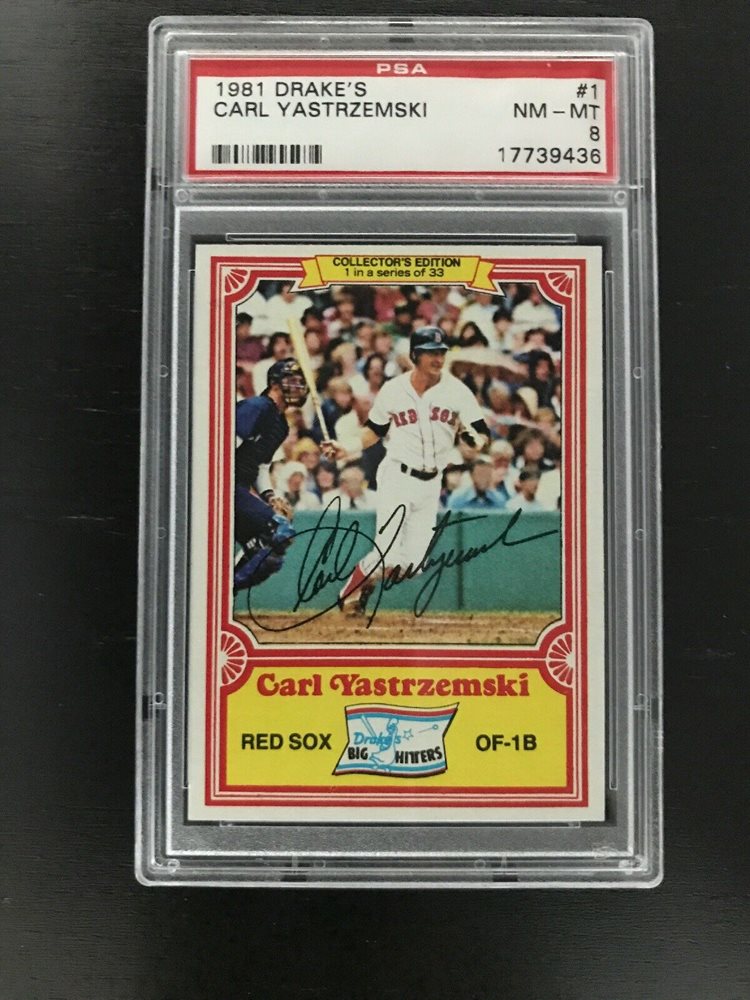 PSA
1981 DRAKE'S #1
CARL YASTRZEMSKI NM - MT
8
17739436
COLLECTOR'S EDITION
1 in a series of 33
RED SOX
Carl Yastrzemski
Carl Yastrzemski
RED SOX Drake's BIG HITTERS OF-1B